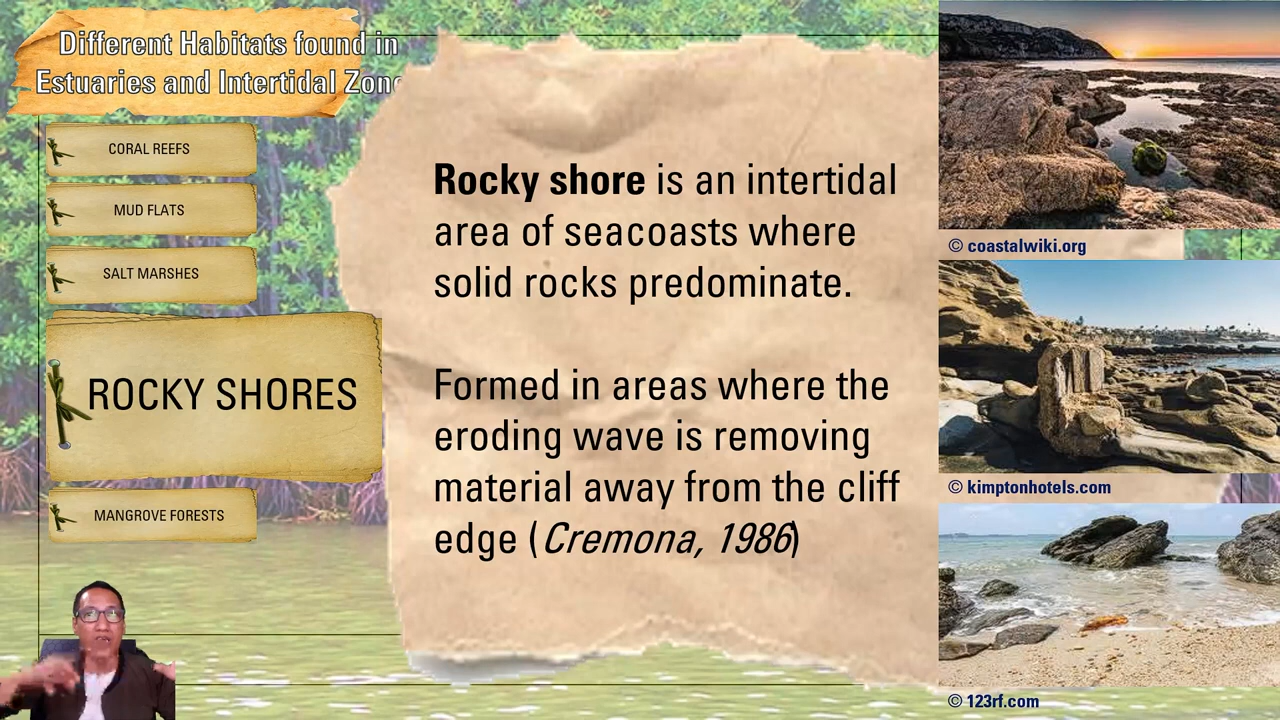 Different Habitats found in
Estuaries and Intertidal Zone
CORAL REEFS
MUD FLATS
SALT MARSHES
ROCKY SHORES
MANGROVE FORESTS
Rocky shore is an intertidal
area of seacoasts where
solid rocks predominate.
Formed in areas where the
eroding wave is removing
material away from the cliff
edge (Cremona, 1986)
© coastalwiki.org
© kimptonhotels.com
© 123rf.com